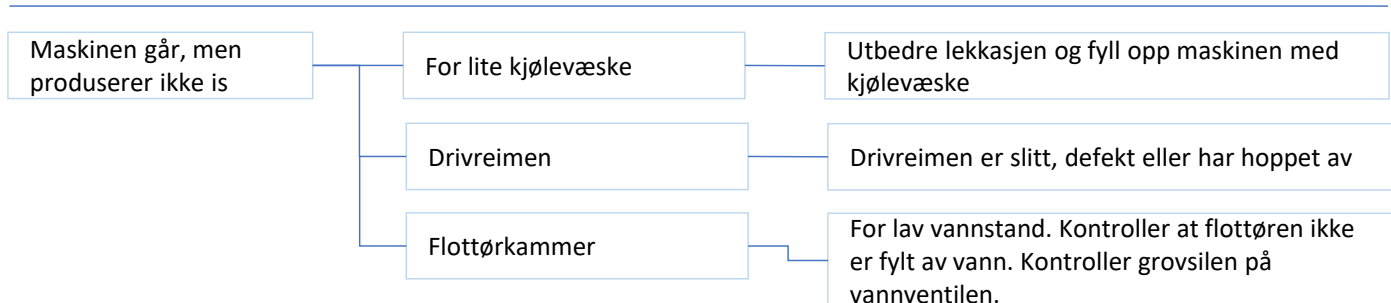 Maskinen går, men
produserer ikke is
For lite kjølevæske
Utbedre lekkasjen og fyll opp maskinen med
kjølevæske
Drivreimen
Drivreimen er slitt, defekt eller har hoppet av
Flottørkammer
For lav vannstand. Kontroller at flottøren ikke
er fylt av vann. Kontroller grovsilen på
vannventilen.